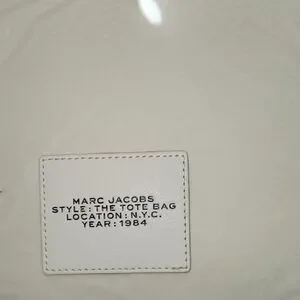 MARC JACOBS
STYLE: THE TOTE BAG
LOCATION: N.Y.C.
YEAR: 1984